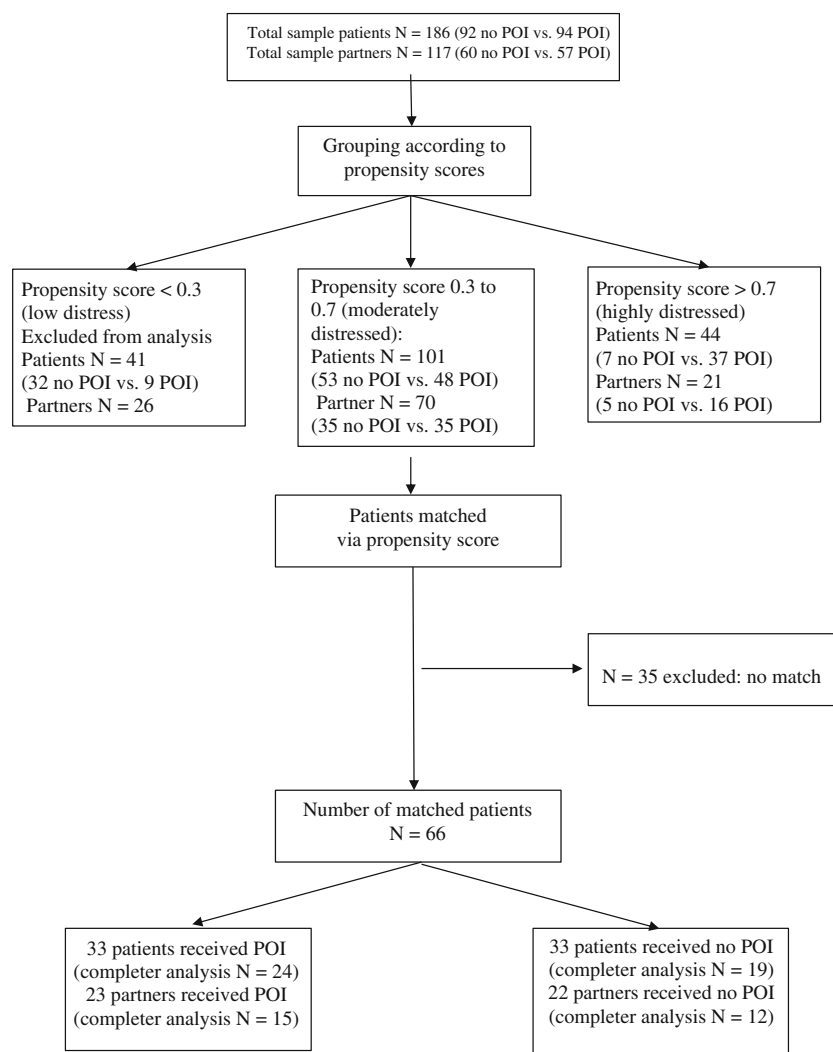 Total sample patients N = 186 (92 no POI vs. 94 POI)
Total sample partners N = 117 (60 no POI vs. 57 POI)
Grouping according to
propensity scores
Propensity score < 0.3
(low distress)
Excluded from analysis
Patients N = 41
(32 no POI vs. 9 POI)
Partners N = 26
Propensity score 0.3 to
0.7 (moderately
distressed):
Patients N = 101
(53 no POI vs. 48 POI)
Partner N = 70
(35 no POI vs. 35 POI)
Propensity score > 0.7
(highly distressed)
Patients N = 44
(7 no POI vs. 37 POI)
Partners N = 21
(5 no POI vs. 16 POI)
Patients matched
via propensity score
N = 35 excluded: no match
Number of matched patients
N = 66
33 patients received POI
(completer analysis N = 24)
23 partners received POI
(completer analysis N = 15)
33 patients received no POI
(completer analysis N = 19)
22 partners received no POI
(completer analysis N = 12)